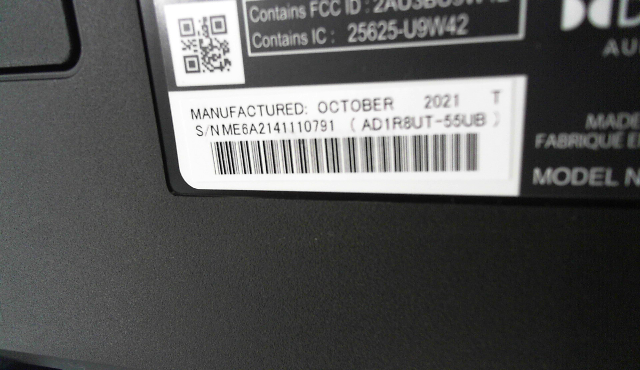 Contains FCC ID :
Contains IC : 25625-U9W42
MANUFACTURED: OCTOBER 2021 T
S/N ME6A2141110791 ( AD1R8UT-55UB )
MADE
FABRIQUÉ E
MODEL N
AU